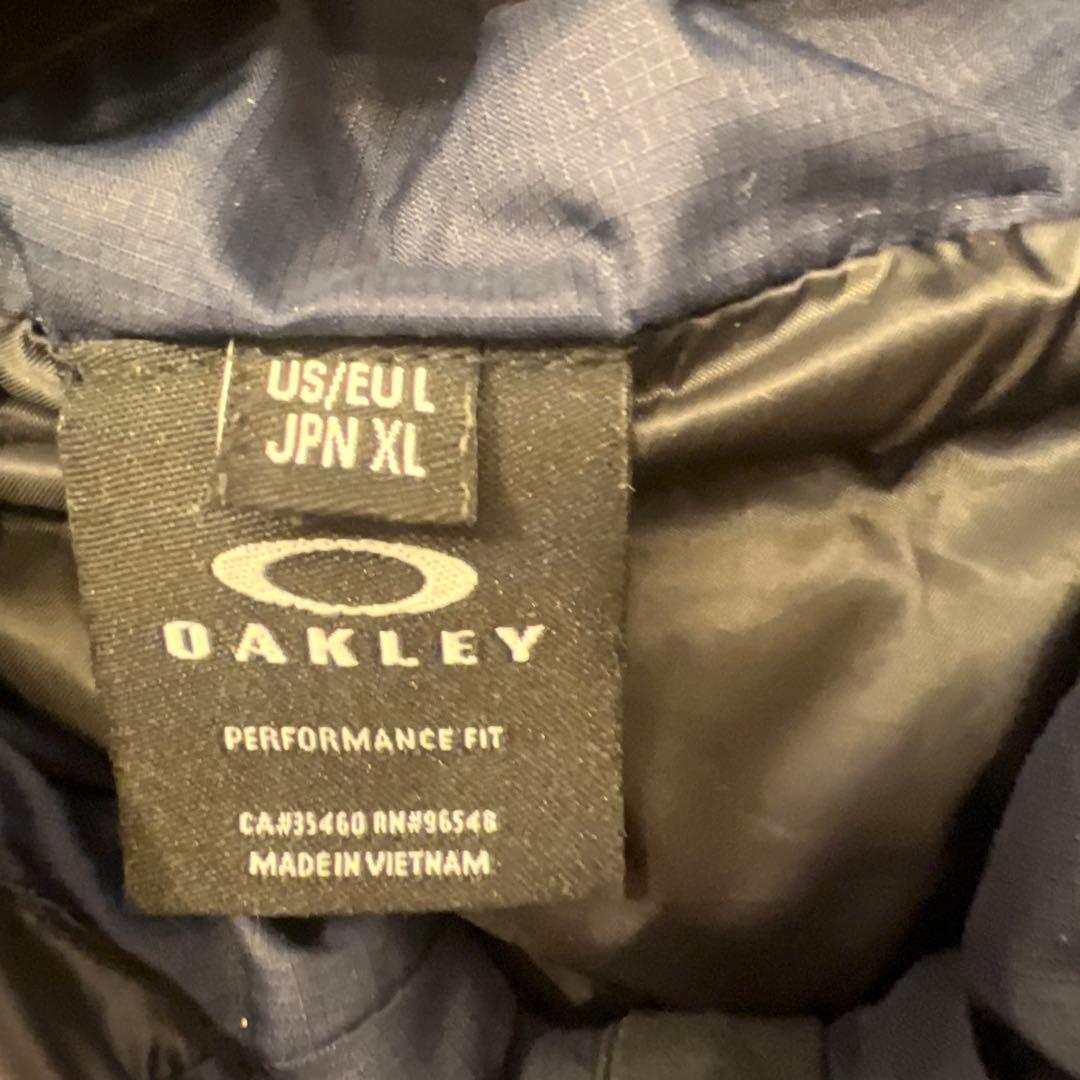 US/EU L
JPN XL
OAKLEY
PERFORMANCE FIT
CA#35460 RN#96548
MADE IN VIETNAM